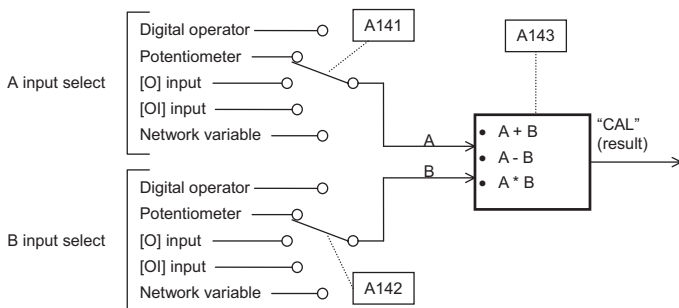 A input select
Digital operator
Potentiometer
[O] input
[OI] input
Network variable
A141
A143
A
B
• A + B
• A - B
• A * B
“CAL”
(result)
B input select
Digital operator
Potentiometer
[O] input
[OI] input
Network variable
A142